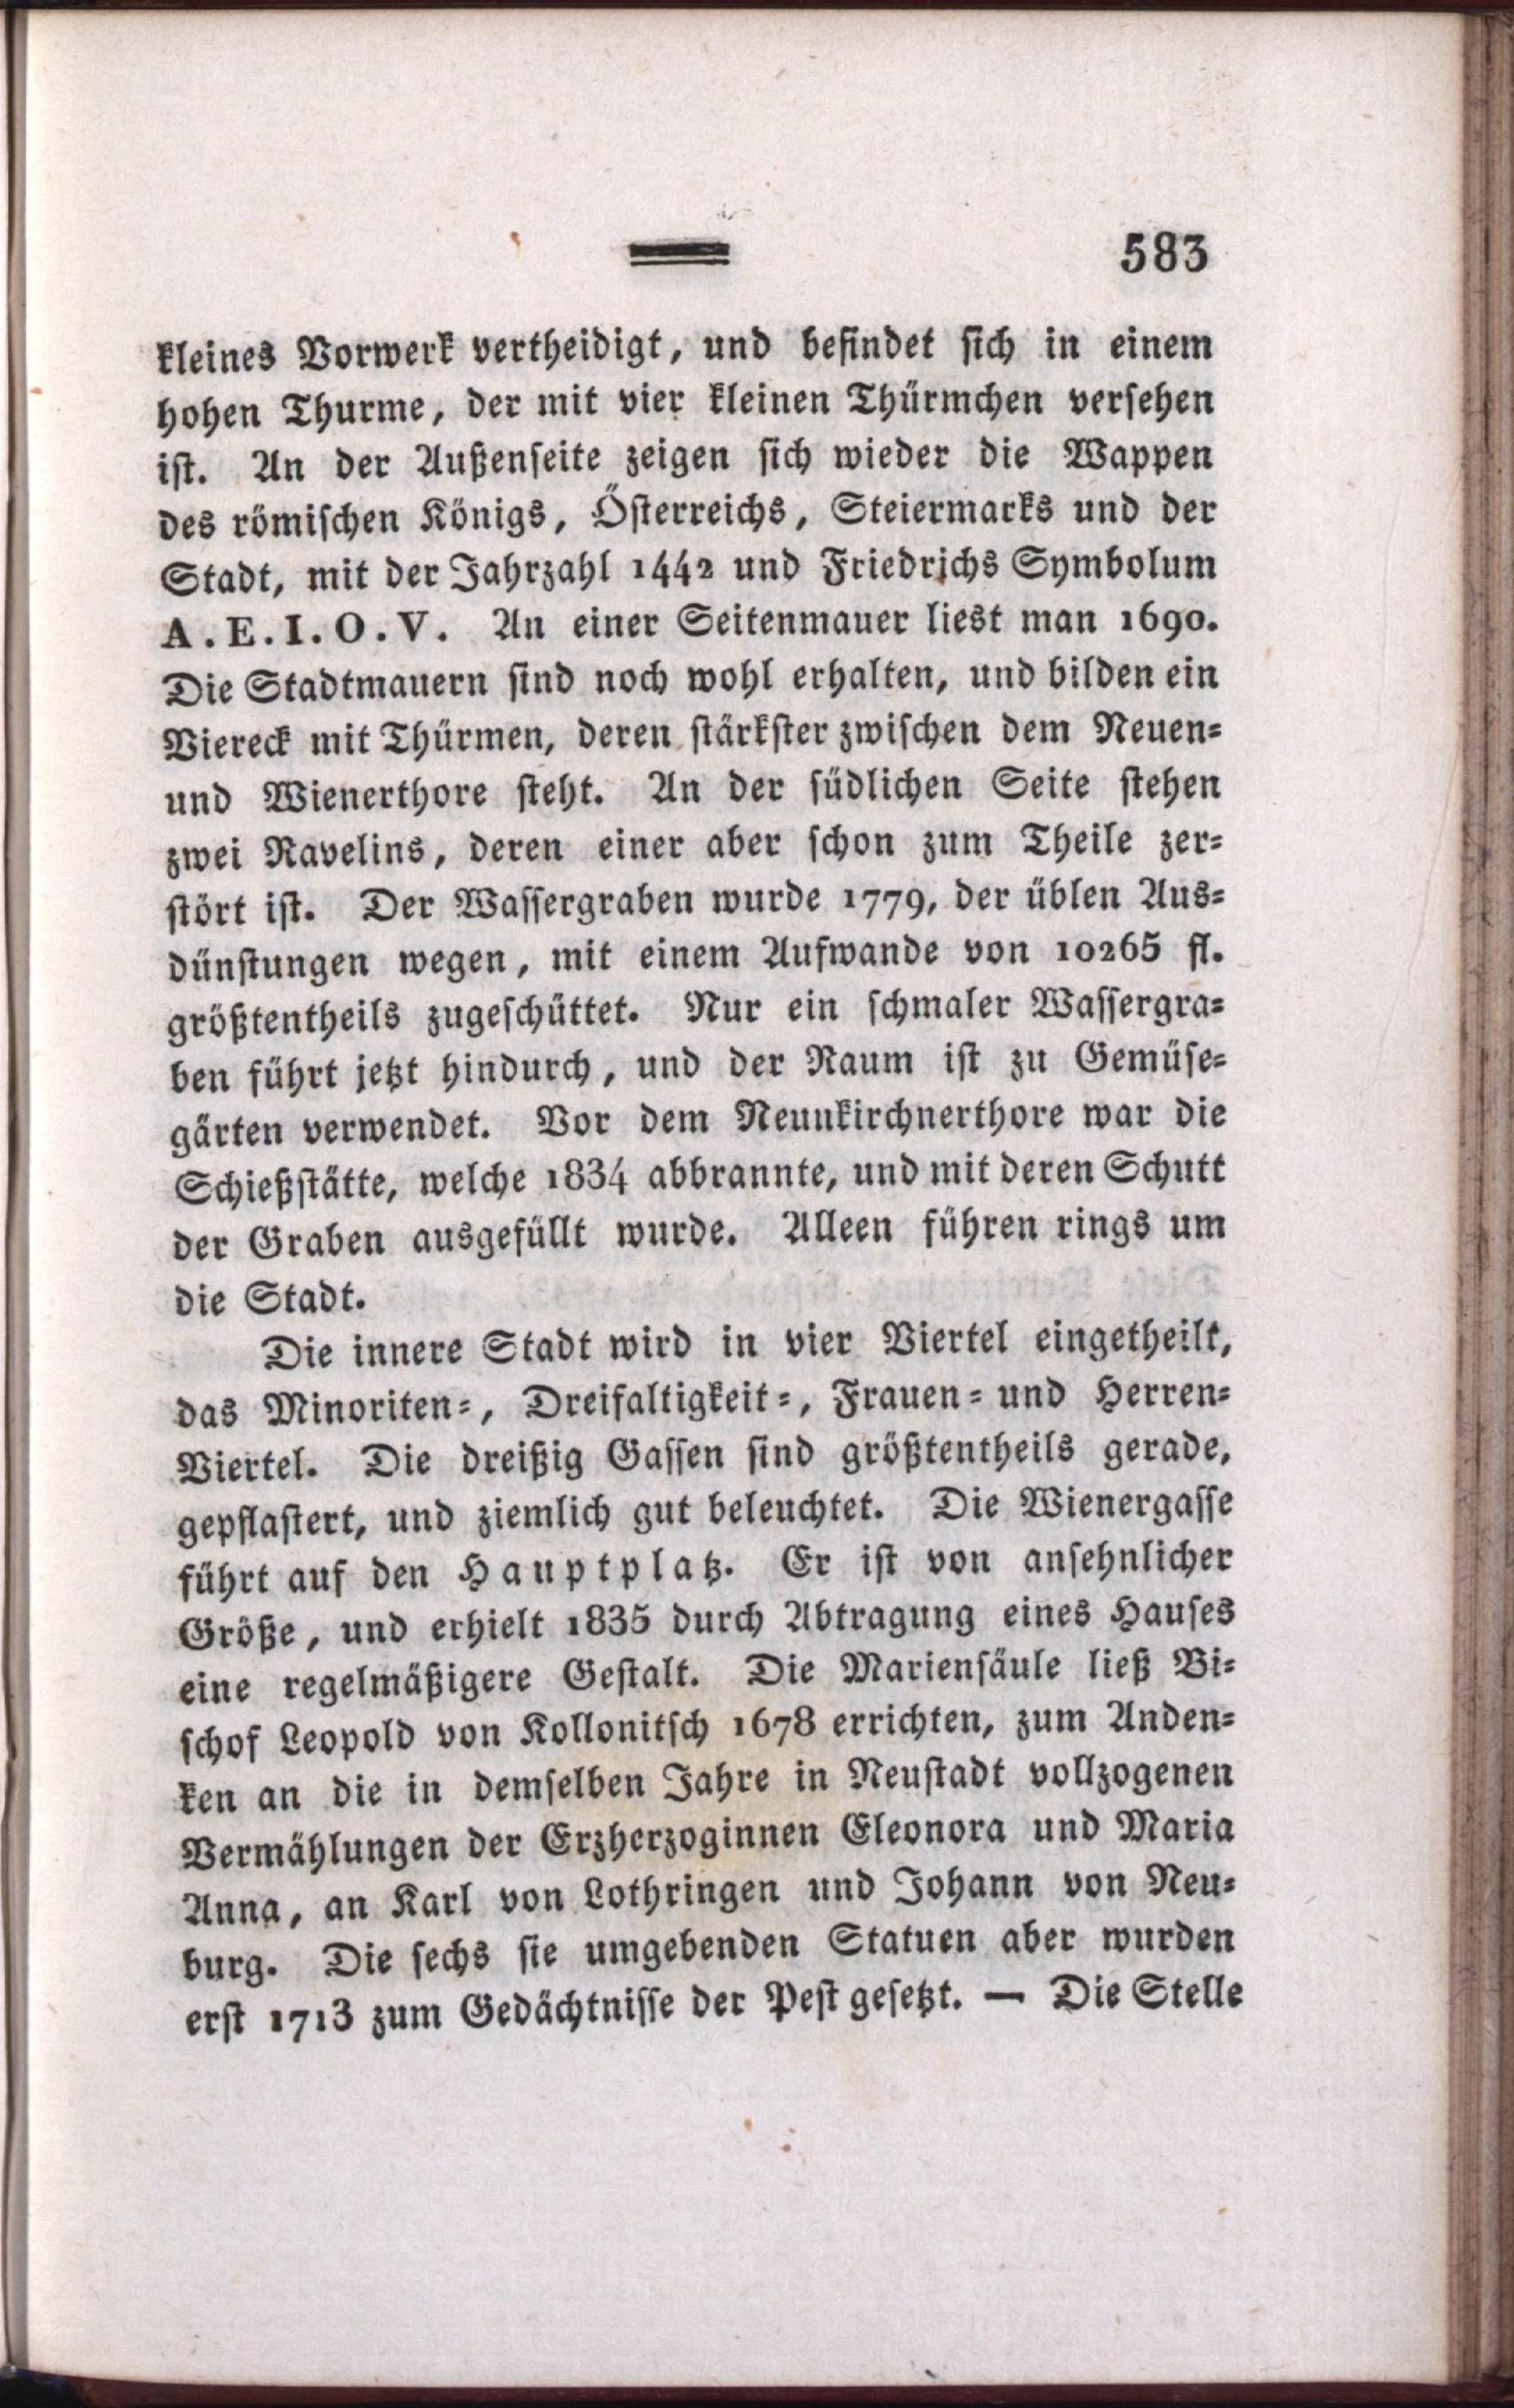 583
kleines Vorwerk vertheidigt, und befindet sich in einem
hohen Thurme, der mit vier kleinen Thürmchen versehen
ist. An der Außenseite zeigen sich wieder die Wappen
des römischen Königs, Österreichs, Steiermarks und der
Stadt, mit der Jahrzahl 1442 und Friedrichs Symbolum
A.E.I.O.V. An einer Seitenmauer liest man 1690.
Die Stadtmauern sind noch wohl erhalten, und bilden ein
Viereck mit Thürmen, deren stärkster zwischen dem Neuen-
und Wienerthore steht. An der südlichen Seite stehen
zwei Ravelins, deren einer aber schon zum Theile zer-
stört ist. Der Wassergraben wurde 1779, der üblen Aus-
dünstungen wegen, mit einem Aufwande von 10265 fl.
größtentheils zugeschüttet. Nur ein schmaler Wassergra-
ben führt jetzt hindurch, und der Raum ist zu Gemüse-
gärten verwendet. Vor dem Neunkirchnerthore war die
Schießstätte, welche 1834 abbrannte, und mit deren Schutt
der Graben ausgefüllt wurde. Alleen führen rings um
die Stadt.
Die innere Stadt wird in vier Viertel eingetheilt,
das Minoriten-, Dreifaltigkeit-, Frauen- und Herren-
Viertel. Die dreißig Gassen sind größtentheils gerade,
gepflastert, und ziemlich gut beleuchtet. Die Wienergasse
führt auf den Hauptplatz. Er ist von ansehnlicher
Größe, und erhielt 1835 durch Abtragung eines Hauses
eine regelmäßigere Gestalt. Die Mariensäule ließ Bi-
schof Leopold von Kollonitsch 1678 errichten, zum Anden-
ken an die in demselben Jahre in Neustadt vollzogenen
Vermählungen der Erzherzoginnen Eleonora und Maria
Anna, an Karl von Lothringen und Johann von Neu-
burg. Die sechs sie umgebenden Statuen aber wurden
erst 1713 zum Gedächtnisse der Pest gesetzt. — Die Stelle